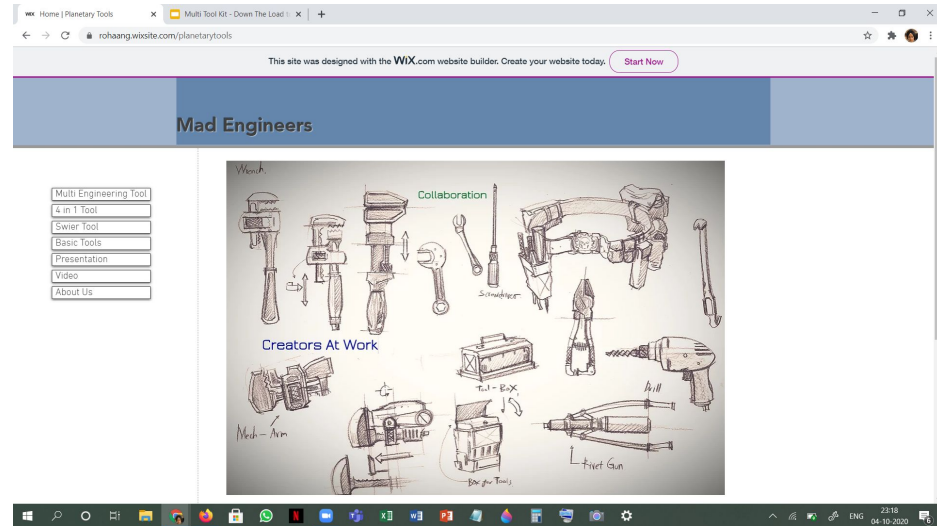 WiX Home | Planetary Tools
Multi Tool Kit - Down The Load
rohaang.wixsite.com/planetarytools
This site was designed with the WiX.com website builder. Create your website today. Start Now
Mad Engineers
Multi Engineering Tool
4 in 1 Tool
Swier Tool
Basic Tools
Presentation
Video
About Us
Wrench.
Collaboration
Screwdriver
Creators At Work
Tool-Box
Drill
Mech-Arm
Rivet Gun
Box for Tools
ENG
23:18
04-10-2020
6